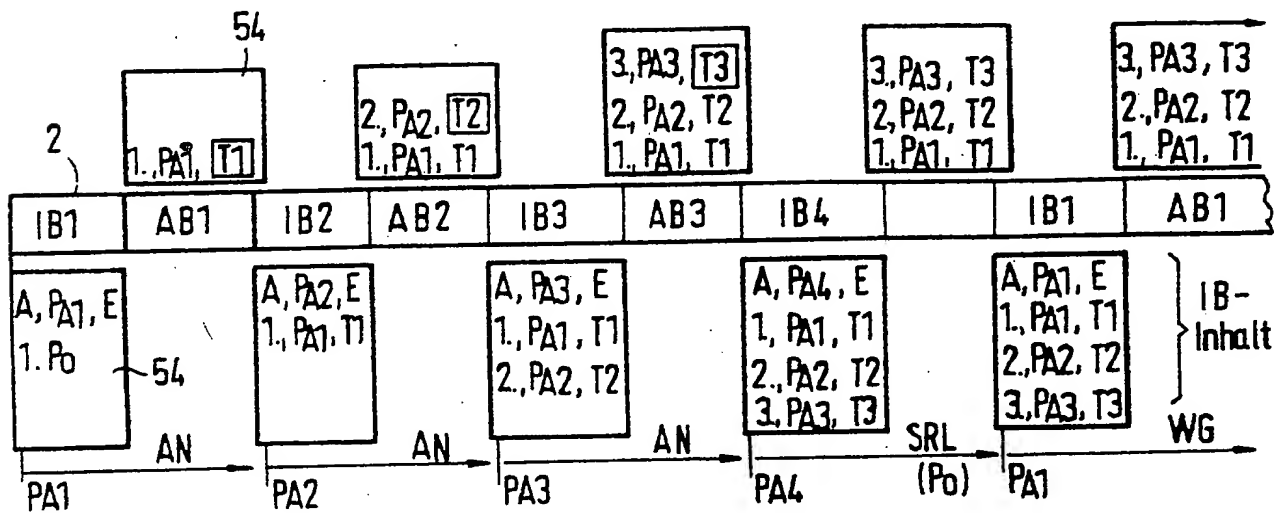 54
1., PA1, T1
2., PA2, T2
1., PA1, T1
3., PA3, T3
2, PA2, T2
1., PA1, T1
3., PA3, T3
2, PA2, T2
1., PA1, T1
3, PA3, T3
2., PA2, T2
1., PA1, T1
2
IB1 AB1 IB2 AB2 IB3 AB3 IB4 IB1 AB1
A, PA1, E
1. P0
54
A, PA2, E
1., PA1, T1
A, PA3, E
1., PA1, T1
2., PA2, T2
A, PA4, E
1, PA1, T1
2., PA2, T2
3., PA3, T3
A, PA1, E
1., PA1, T1
2., PA2, T2
3., PA3, T3
IB-
Inhalt
AN AN AN SRL WG
(P0)
PA1 PA2 PA3 PA4 PA1